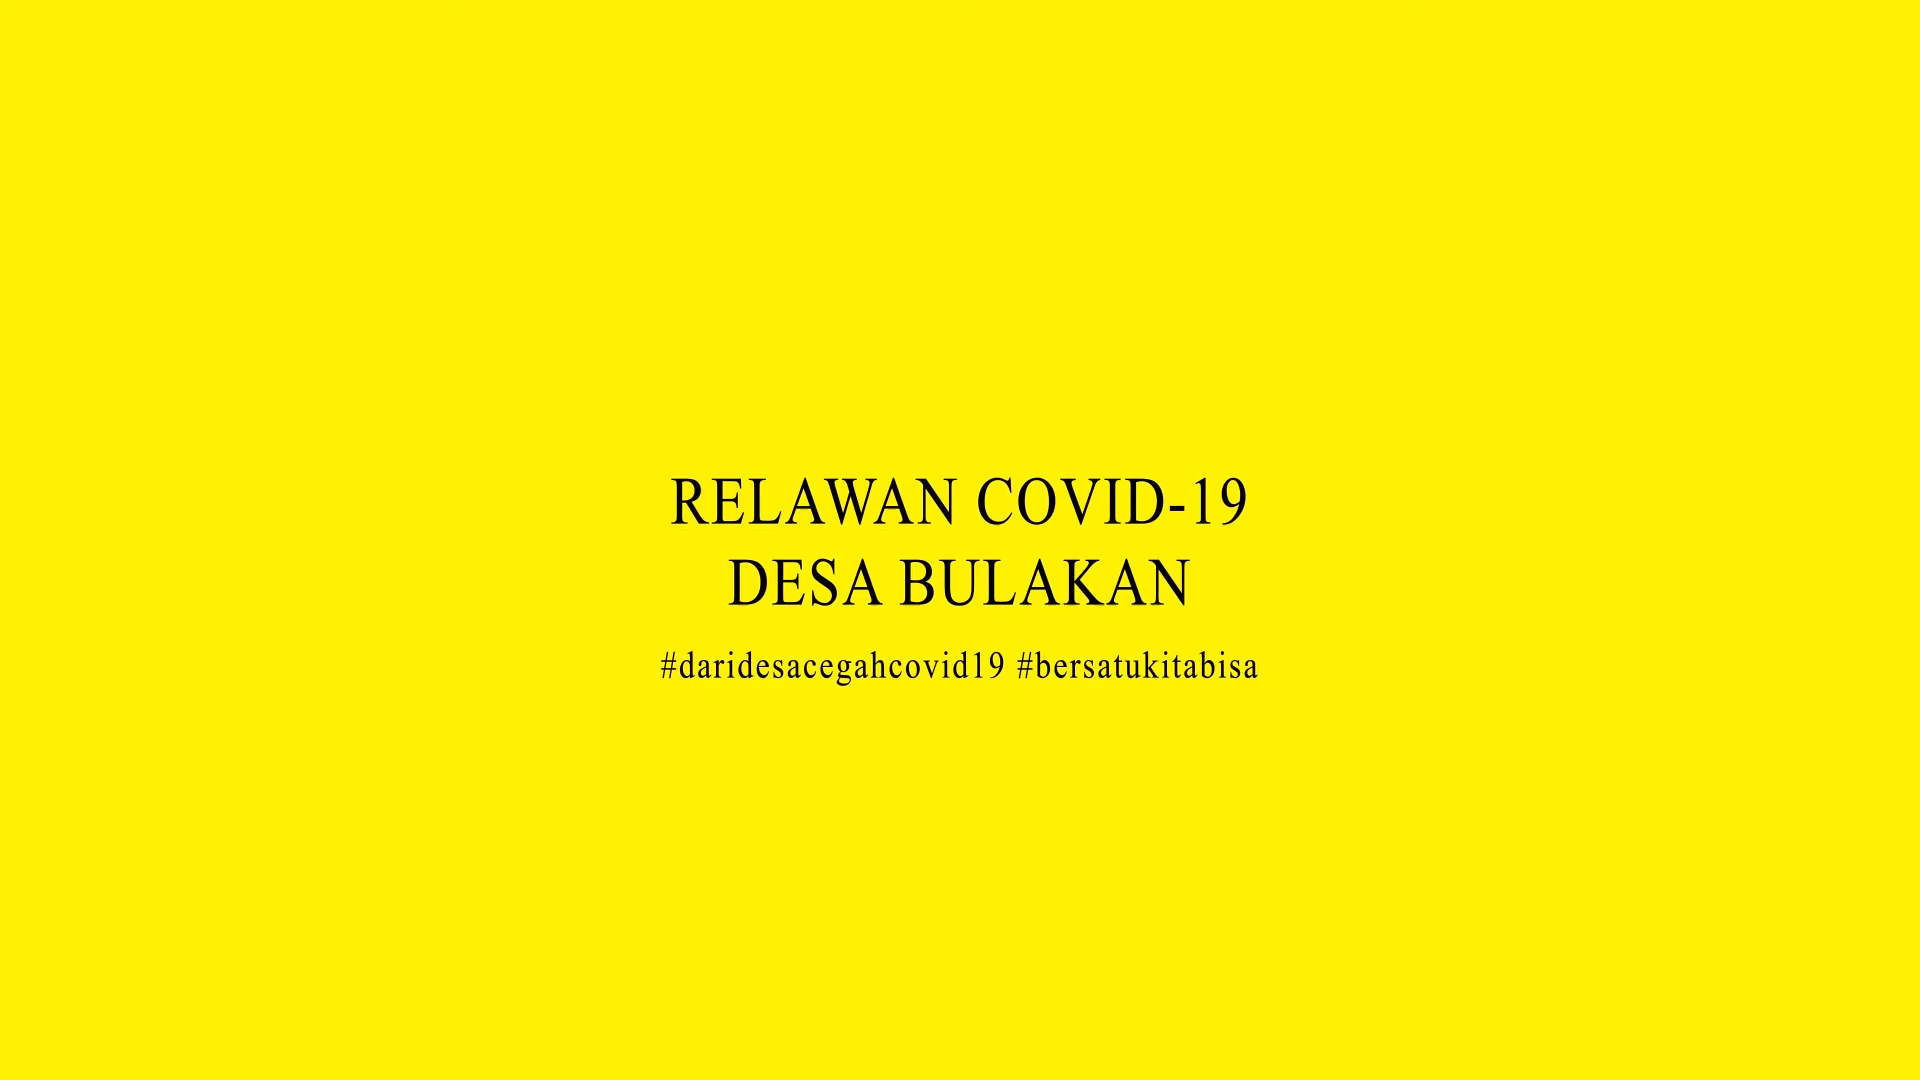 RELAWAN COVID-19
DESA BULAKAN
#daridesacegahcovid19 #bersatukitabisa